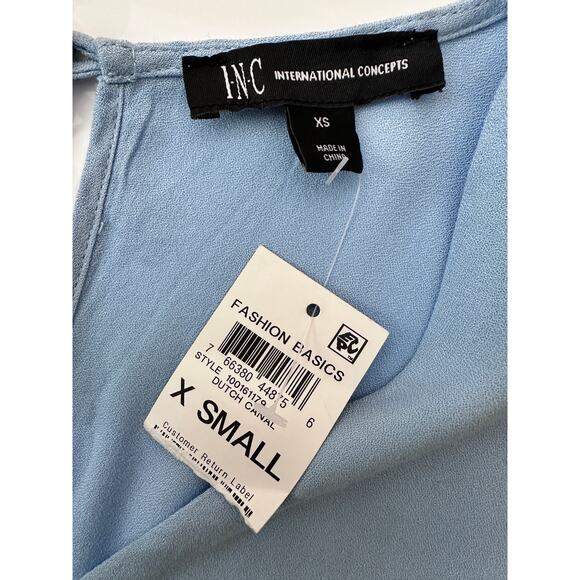 I·N·C INTERNATIONAL CONCEPTS
XS
MADE IN
CHINA
FASHION BASICS
7 66380 44875 6
STYLE
DUTCH CANAL
X SMALL
Customer Return Label